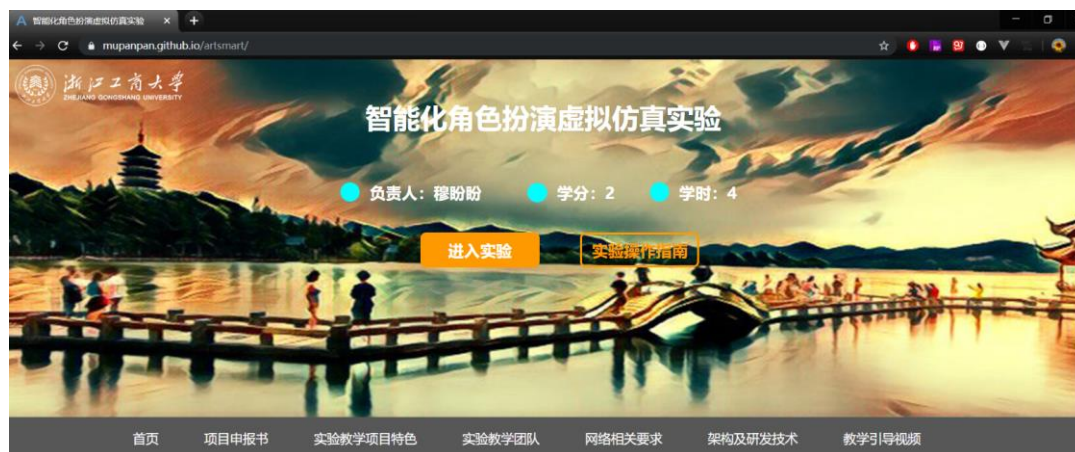 智能化角色扮演虚拟仿真实验
mupanpan.github.io/artsmart/
浙江工商大学
ZHEJIANG GONGSHANG UNIVERSITY
智能化角色扮演虚拟仿真实验
负责人：穆盼盼 学分：2 学时：4
进入实验 实验操作指南
首页 项目申报书 实验教学项目特色 实验教学团队 网络相关要求 架构及研发技术 教学引导视频